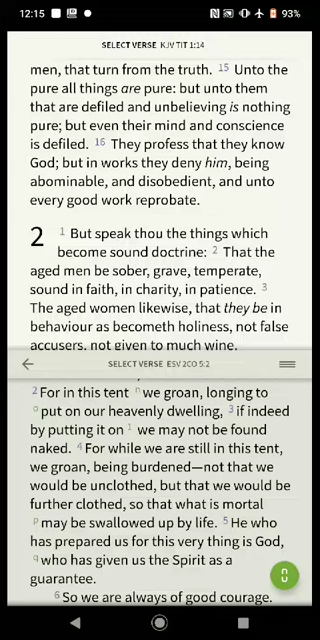 12:15 93%
SELECT VERSE KJV TIT 1:14
men, that turn from the truth. 15 Unto the
pure all things are pure: but unto them
that are defiled and unbelieving is nothing
pure; but even their mind and conscience
is defiled. 16 They profess that they know
God; but in works they deny him, being
abominable, and disobedient, and unto
every good work reprobate.
2 1 But speak thou the things which
become sound doctrine: 2 That the
aged men be sober, grave, temperate,
sound in faith, in charity, in patience. 3
The aged women likewise, that they be in
behaviour as becometh holiness, not false
accusers, not given to much wine,
SELECT VERSE ESV 2CO 5:2
2 For in this tent n we groan, longing to
o put on our heavenly dwelling, 3 if indeed
by putting it on 1 we may not be found
naked. 4 For while we are still in this tent,
we groan, being burdened—not that we
would be unclothed, but that we would be
further clothed, so that what is mortal
p may be swallowed up by life. 5 He who
has prepared us for this very thing is God,
q who has given us the Spirit as a
guarantee.
6 So we are always of good courage.